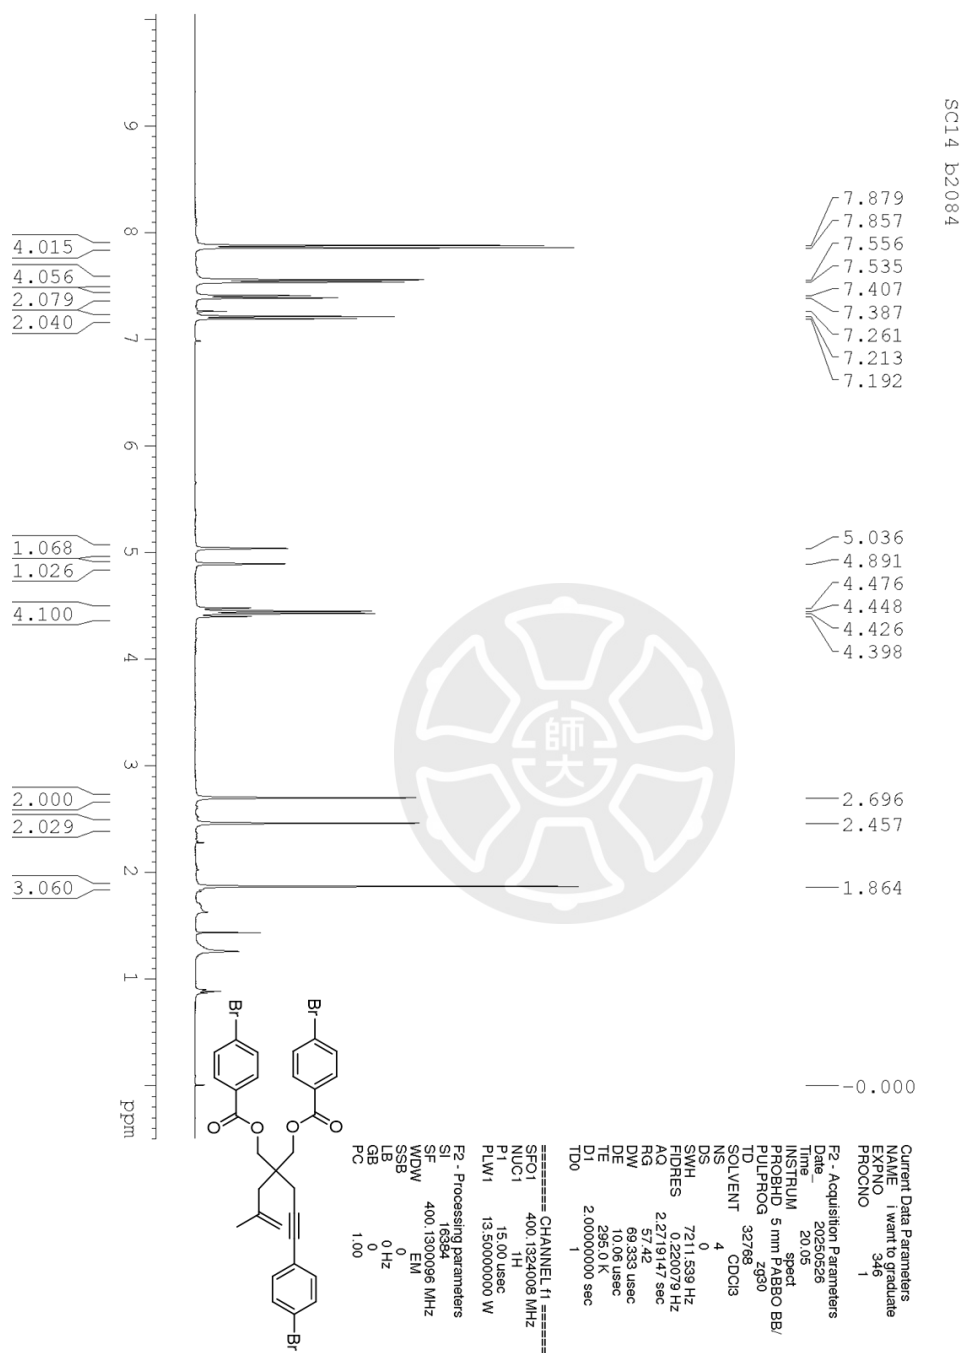 SC14 b2084
7.879
7.857
7.556
7.535
7.407
7.387
7.261
7.213
7.192
5.036
4.891
4.476
4.448
4.426
4.398
2.696
2.457
1.864
-0.000
9
8
7
6
5
4
3
2
1
ppm
4.015
4.056
2.079
2.040
1.068
1.026
4.100
2.000
2.029
3.060
師大
Br
Br
O
O
O
O
Br
Current Data Parameters
NAME i want to graduate
EXPNO 346
PROCNO 1
F2 - Acquisition Parameters
Date_ 20250526
Time 20.05
INSTRUM spect
PROBHD 5 mm PABBO BB/
PULPROG zg30
TD 32768
SOLVENT CDCl3
NS 4
DS 0
SWH 7211.539 Hz
FIDRES 0.220079 Hz
AQ 2.2719147 sec
RG 57.42
DW 69.333 usec
DE 10.06 usec
TE 295.0 K
D1 2.00000000 sec
TD0 1
======== CHANNEL f1 ========
SFO1 400.1324008 MHz
NUC1 1H
P1 15.00 usec
PLW1 13.50000000 W
F2 - Processing parameters
SI 16384
SF 400.1300096 MHz
WDW EM
SSB 0
LB 0 Hz
GB 0
PC 1.00